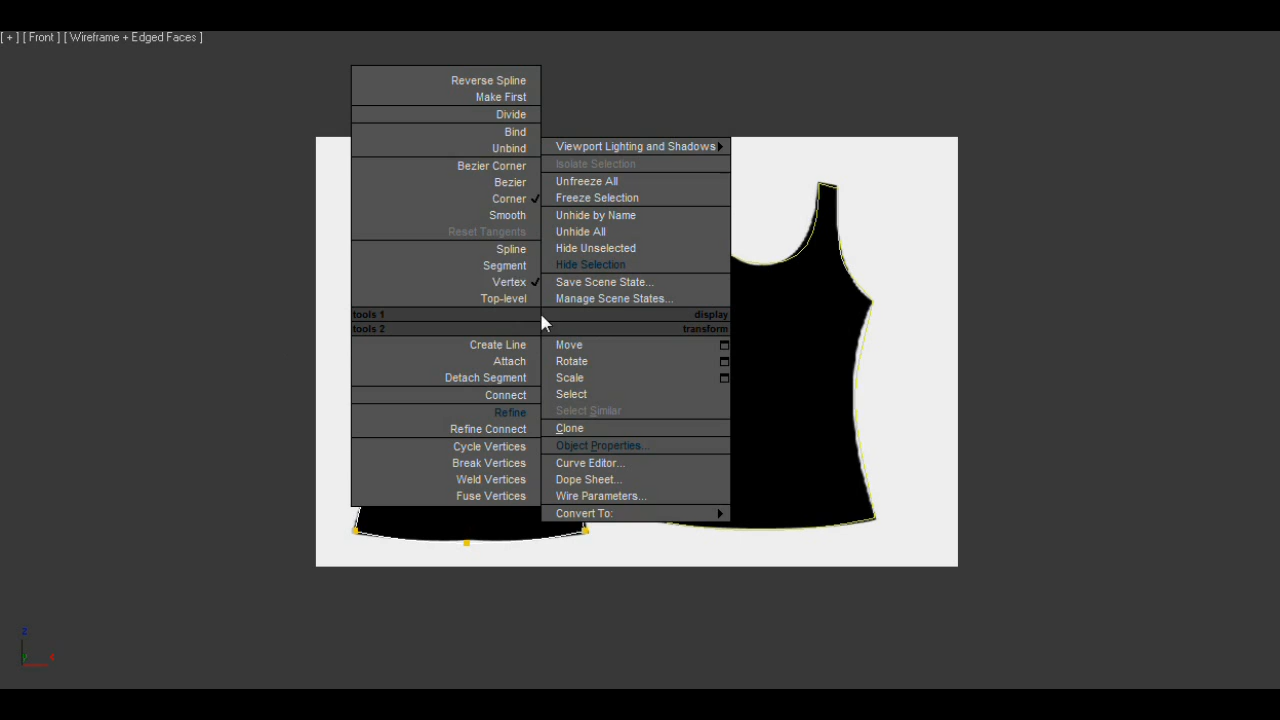 [ + ] [ Front ] [ Wireframe + Edged Faces ]
Reverse Spline
Make First
Divide
Bind
Unbind
Bezier Corner
Bezier
Corner
Smooth
Reset Tangents
Spline
Segment
Vertex
Top-level
tools 1
tools 2
Create Line
Attach
Detach Segment
Connect
Refine
Refine Connect
Cycle Vertices
Break Vertices
Weld Vertices
Fuse Vertices
Viewport Lighting and Shadows
Isolate Selection
Unfreeze All
Freeze Selection
Unhide by Name
Unhide All
Hide Unselected
Hide Selection
Save Scene State...
Manage Scene States...
display
transform
Move
Rotate
Scale
Select
Select Similar
Clone
Object Properties...
Curve Editor...
Dope Sheet...
Wire Parameters...
Convert To:
z
y
x